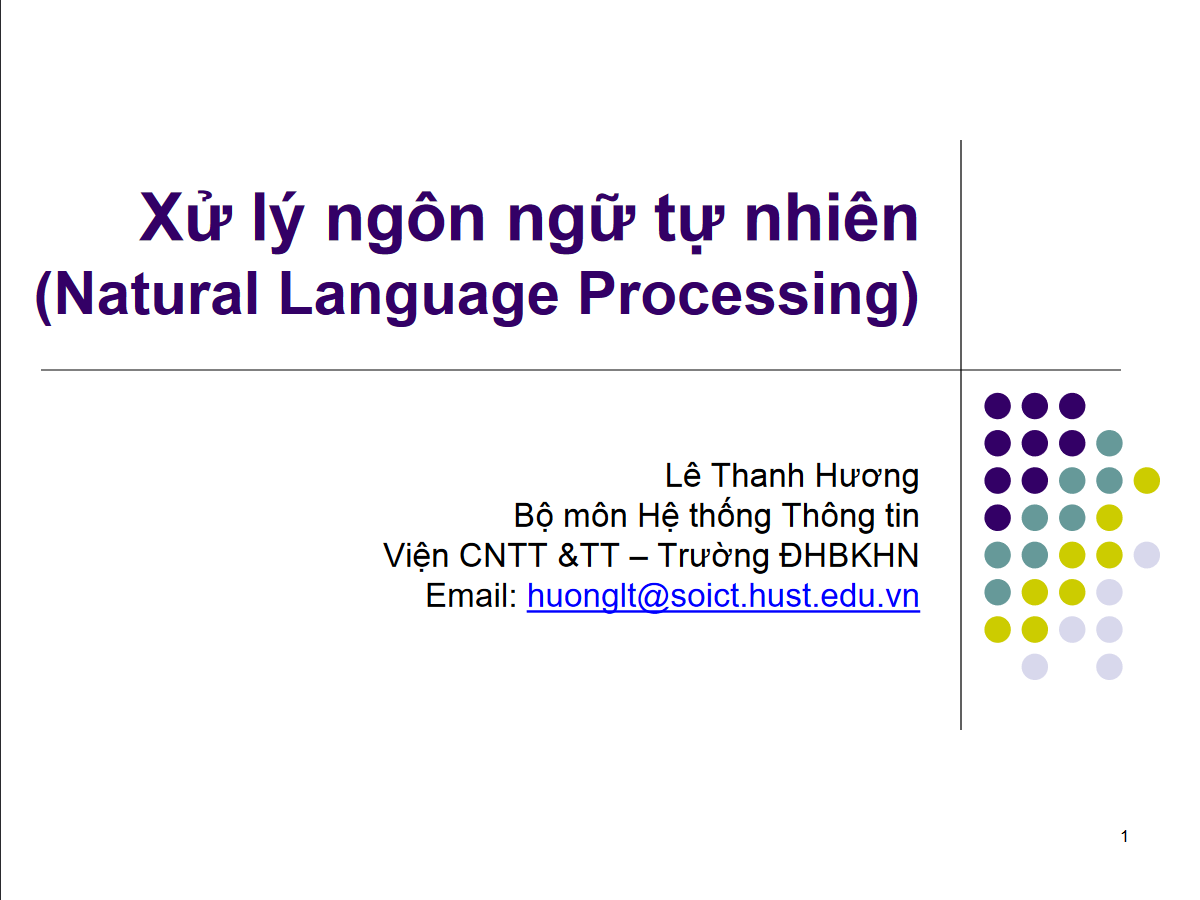 Xử lý ngôn ngữ tự nhiên
(Natural Language Processing)
Lê Thanh Hương
Bộ môn Hệ thống Thông tin
Viện CNTT &TT – Trường ĐHBKHN
Email: huonglt@soict.hust.edu.vn
1